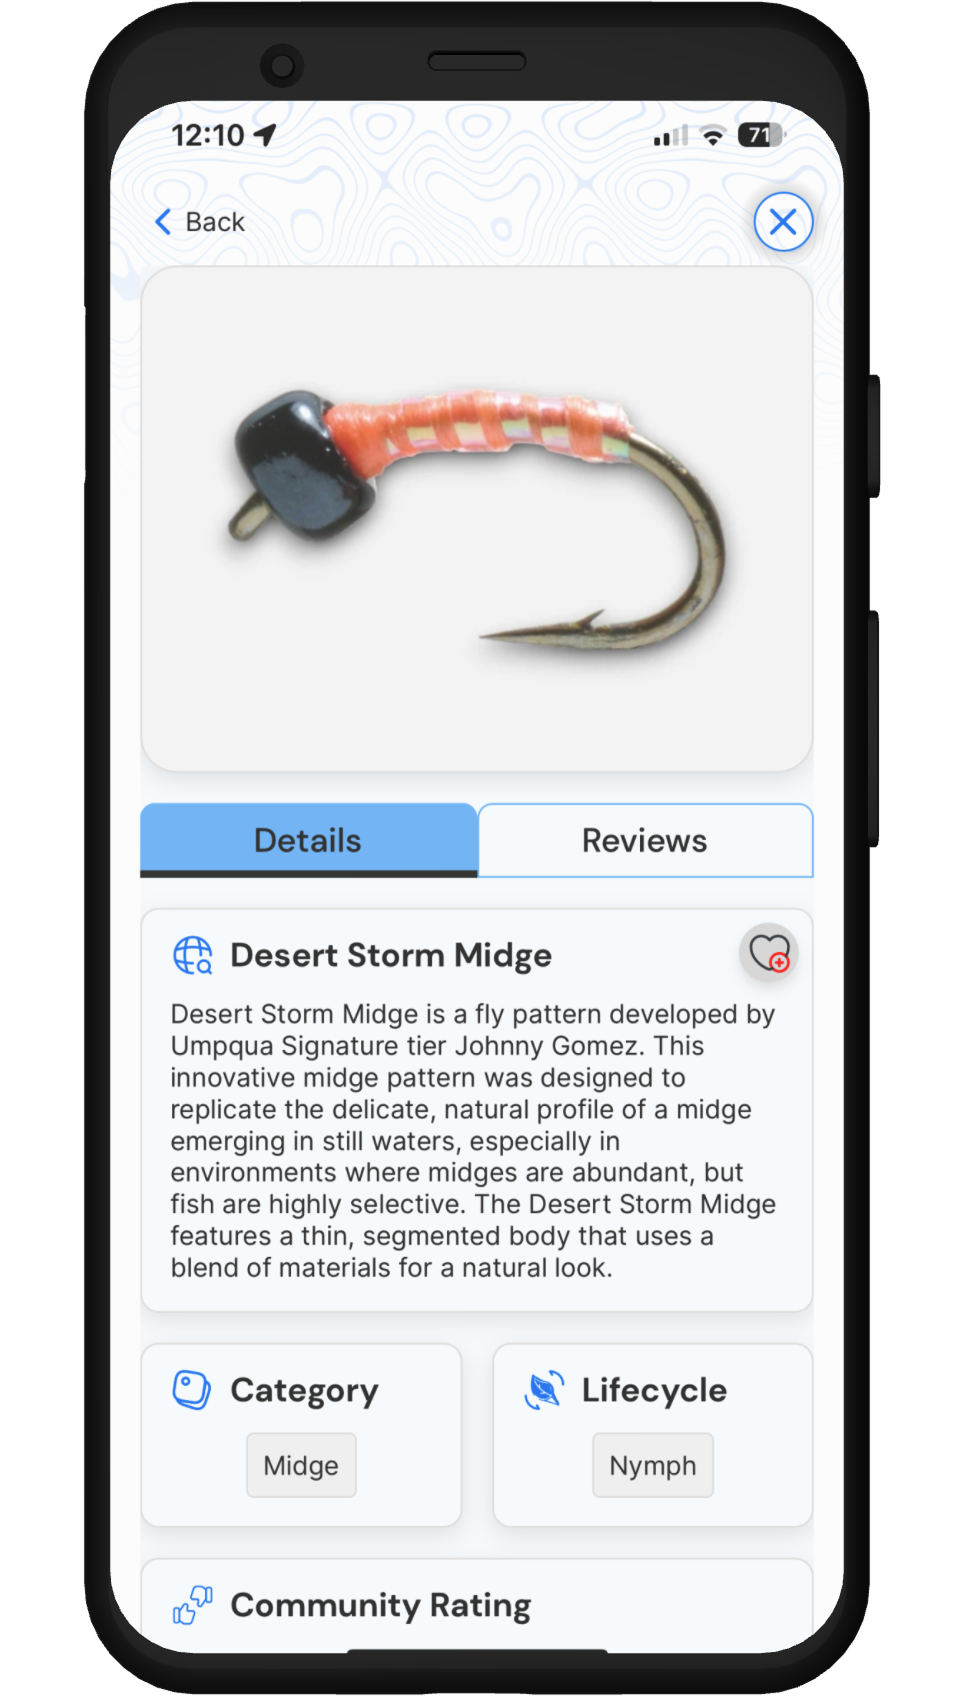 12:10
71
Back
Details
Reviews
Desert Storm Midge
Desert Storm Midge is a fly pattern developed by
Umpqua Signature tier Johnny Gomez. This
innovative midge pattern was designed to
replicate the delicate, natural profile of a midge
emerging in still waters, especially in
environments where midges are abundant, but
fish are highly selective. The Desert Storm Midge
features a thin, segmented body that uses a
blend of materials for a natural look.
Category
Midge
Lifecycle
Nymph
Community Rating